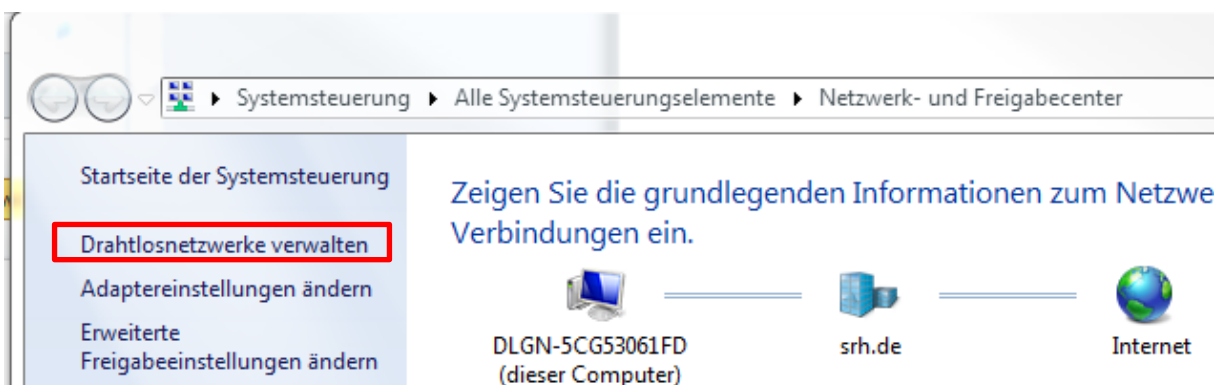 Systemsteuerung ▸ Alle Systemsteuerungselemente ▸ Netzwerk- und Freigabecenter
Startseite der Systemsteuerung
Drahtlosnetzwerke verwalten
Adaptereinstellungen ändern
Erweiterte
Freigabeeinstellungen ändern
Zeigen Sie die grundlegenden Informationen zum Netzwe
Verbindungen ein.
DLGN-5CG53061FD
(dieser Computer)
srh.de
Internet